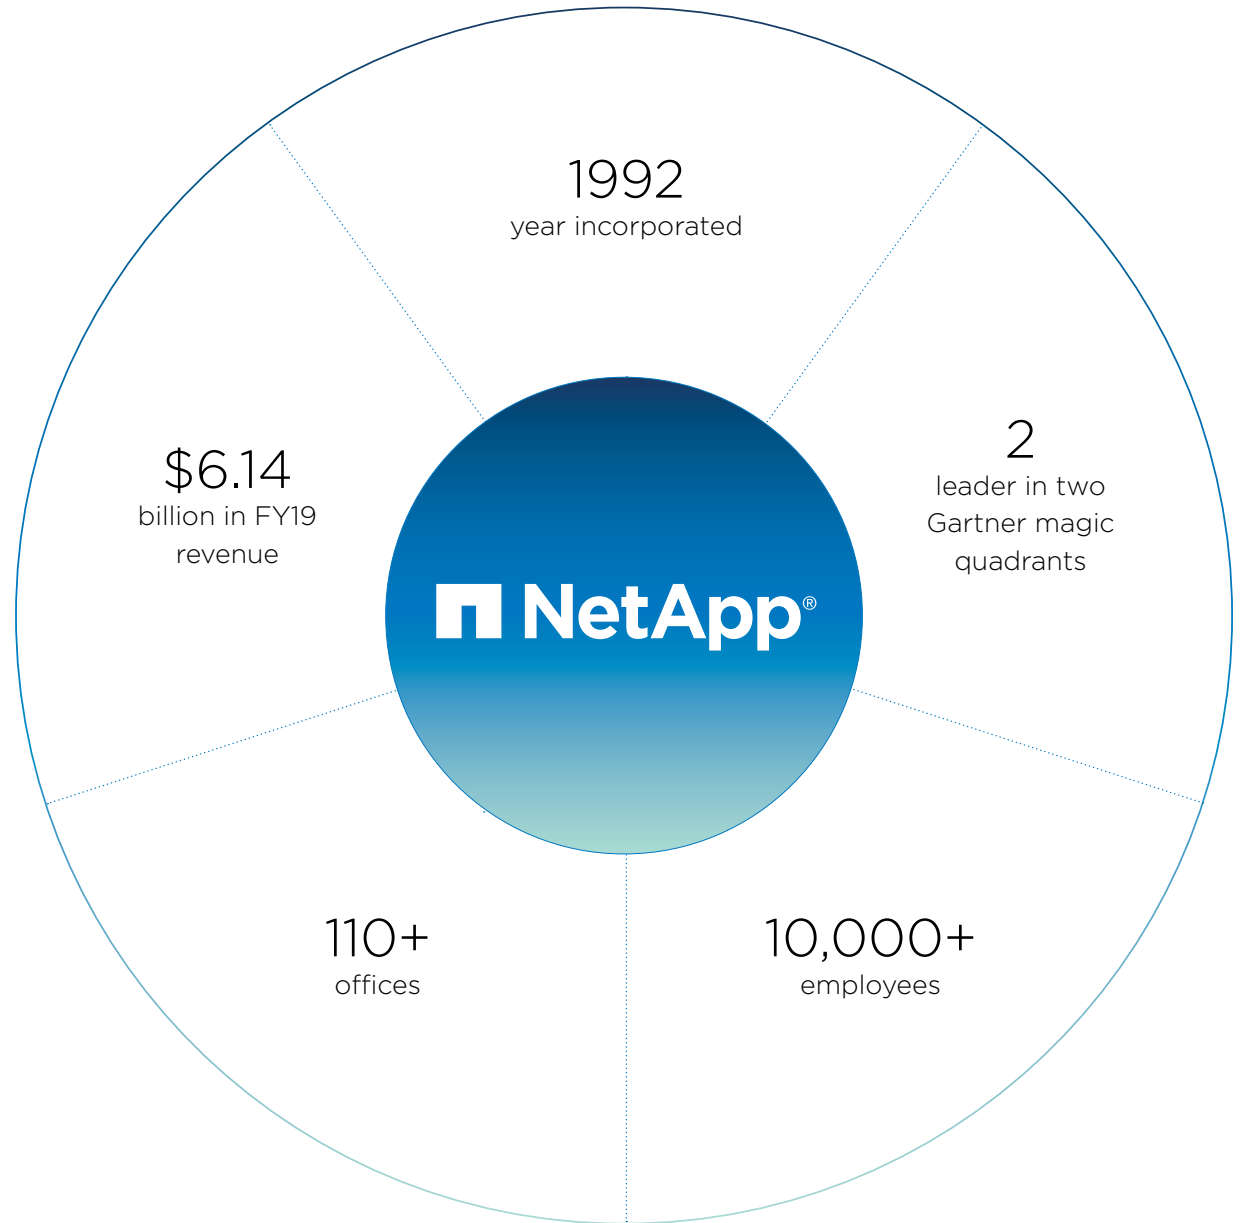 1992
year incorporated
2
leader in two
Gartner magic
quadrants
10,000+
employees
110+
offices
$6.14
billion in FY19
revenue
NetApp®